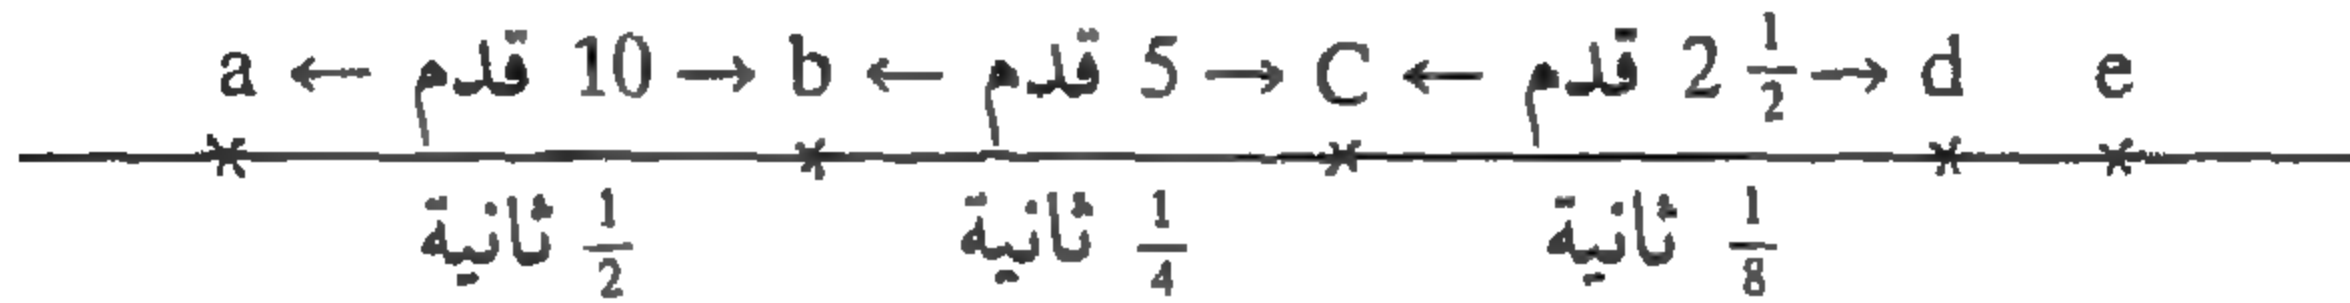 a ← 10 قدم → b ← 5 قدم → C ← 2 1/2 قدم → d e
1/2 ثانية 1/4 ثانية 1/8 ثانية